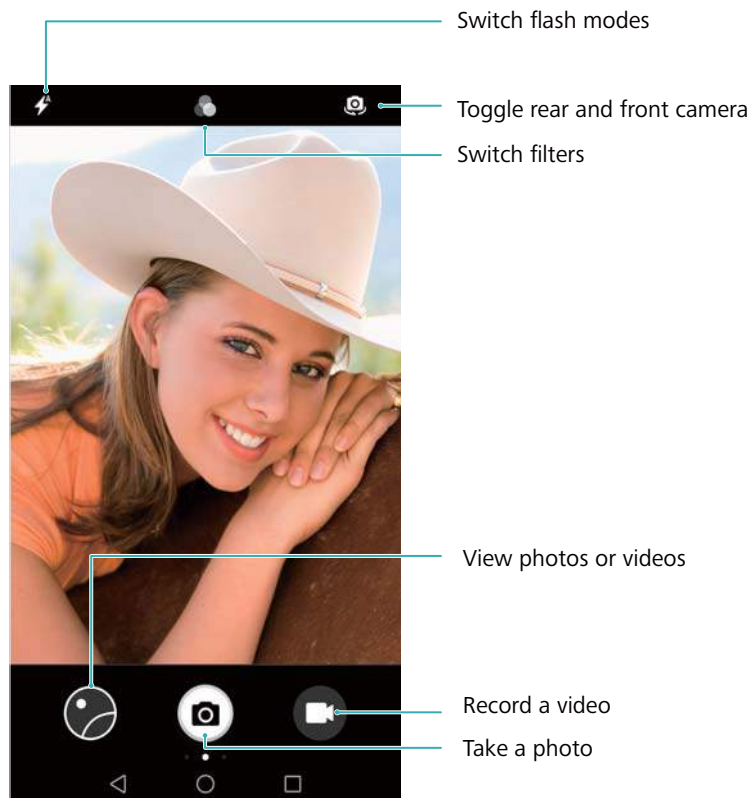 Switch flash modes
Toggle rear and front camera
Switch filters
View photos or videos
Record a video
Take a photo